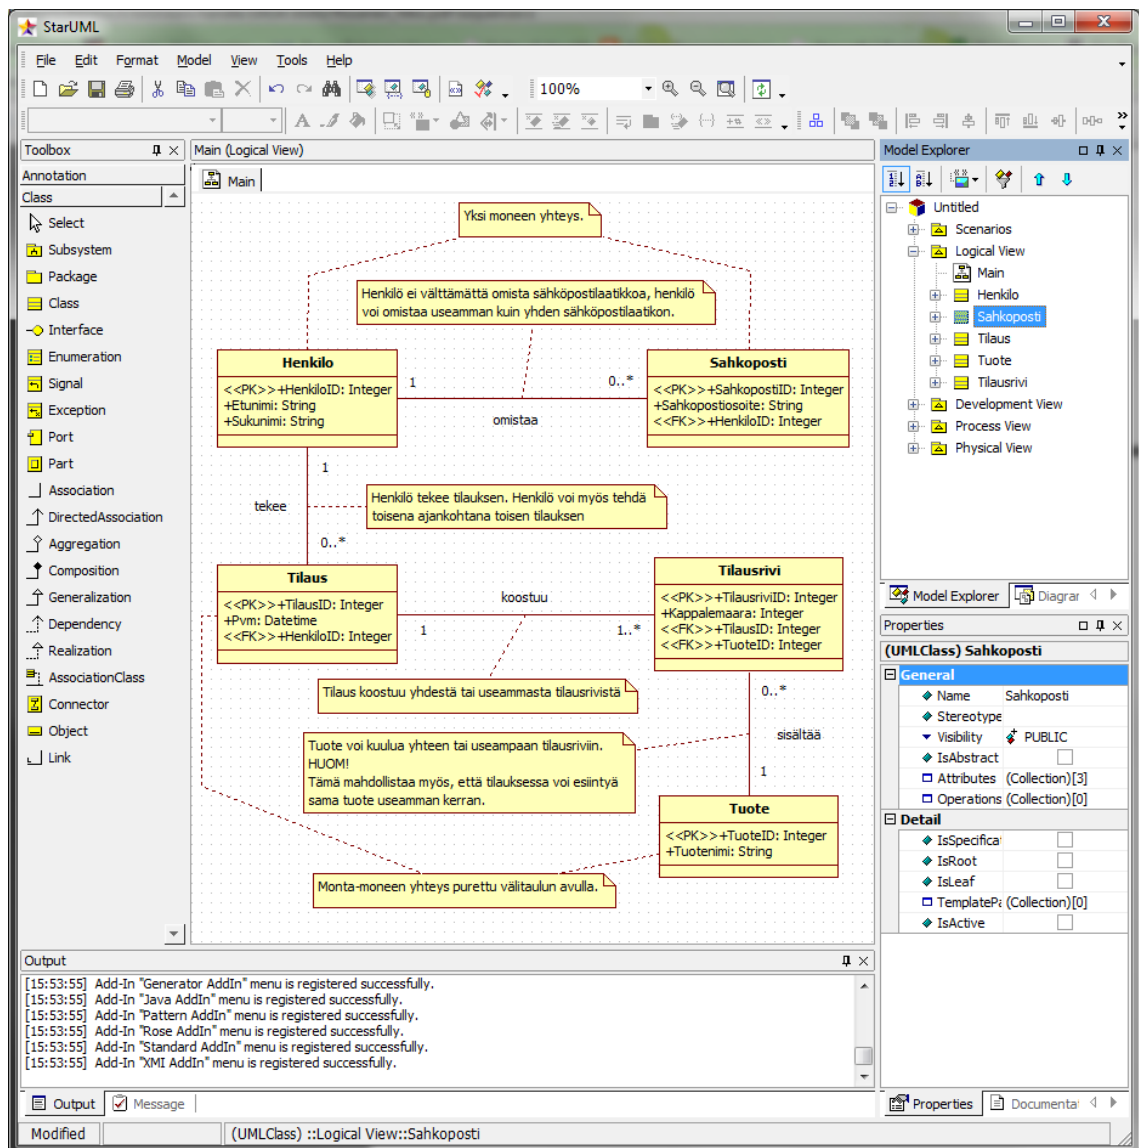 StarUML
File Edit Format Model View Tools Help
100%
Toolbox
Annotation
Class
Select
Subsystem
Package
Class
Interface
Enumeration
Signal
Exception
Port
Part
Association
DirectedAssociation
Aggregation
Composition
Generalization
Dependency
Realization
AssociationClass
Connector
Object
Link
Main (Logical View)
Main
Yksi moneen yhteys.
Henkilö ei välttämättä omista sähköpostilaatikkoa, henkilö
voi omistaa useamman kuin yhden sähköpostilaatikon.
Henkilo
<<PK>>+HenkiloID: Integer
+Etunimi: String
+Sukunimi: String
1
0..*
omistaa
Sahkoposti
<<PK>>+SahkopostiID: Integer
+Sahkopostiosoite: String
<<FK>>+HenkiloID: Integer
1
tekee
0..*
Henkilö tekee tilauksen. Henkilö voi myös tehdä
toisena ajankohtana toisen tilauksen
Tilaus
<<PK>>+TilausID: Integer
+Pvm: Datetime
<<FK>>+HenkiloID: Integer
koostuu
1
1..*
Tilausrivi
<<PK>>+TilausriviID: Integer
+Kappalemaara: Integer
<<FK>>+TilausID: Integer
<<FK>>+TuoteID: Integer
Tilaus koostuu yhdestä tai useammasta tilausrivistä
0..*
sisältää
1
Tuote voi kuulua yhteen tai useampaan tilausriviin.
HUOM!
Tämä mahdollistaa myös, että tilauksessa voi esiintyä
sama tuote useamman kerran.
Tuote
<<PK>>+TuoteID: Integer
+Tuotenimi: String
Monta-moneen yhteys purettu välitaulun avulla.
Model Explorer
Untitled
Scenarios
Logical View
Main
Henkilo
Sahkoposti
Tilaus
Tuote
Tilausrivi
Development View
Process View
Physical View
Model Explorer Diagrar
Properties
(UMLClass) Sahkoposti
General
Name Sahkoposti
Stereotype
Visibility PUBLIC
IsAbstract
Attributes (Collection)[3]
Operations (Collection)[0]
Detail
IsSpecifica
IsRoot
IsLeaf
TemplatePa (Collection)[0]
IsActive
Properties Documenta
Output
[15:53:55] Add-In "Generator AddIn" menu is registered successfully.
[15:53:55] Add-In "Java AddIn" menu is registered successfully.
[15:53:55] Add-In "Pattern AddIn" menu is registered successfully.
[15:53:55] Add-In "Rose AddIn" menu is registered successfully.
[15:53:55] Add-In "Standard AddIn" menu is registered successfully.
[15:53:55] Add-In "XMI AddIn" menu is registered successfully.
Output Message
Modified (UMLClass) ::Logical View::Sahkoposti